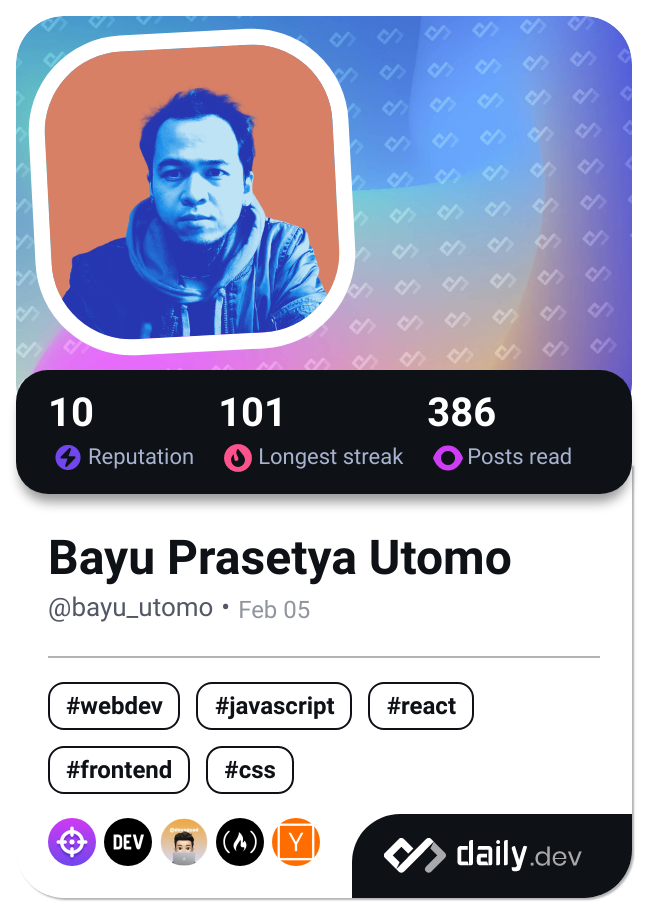 10 101 386
Reputation Longest streak Posts read
Bayu Prasetya Utomo
@bayu_utomo • Feb 05
#webdev #javascript #react
#frontend #css
DEV Y daily.dev